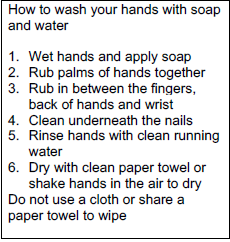 How to wash your hands with soap
and water
1. Wet hands and apply soap
2. Rub palms of hands together
3. Rub in between the fingers,
back of hands and wrist
4. Clean underneath the nails
5. Rinse hands with clean running
water
6. Dry with clean paper towel or
shake hands in the air to dry
Do not use a cloth or share a
paper towel to wipe